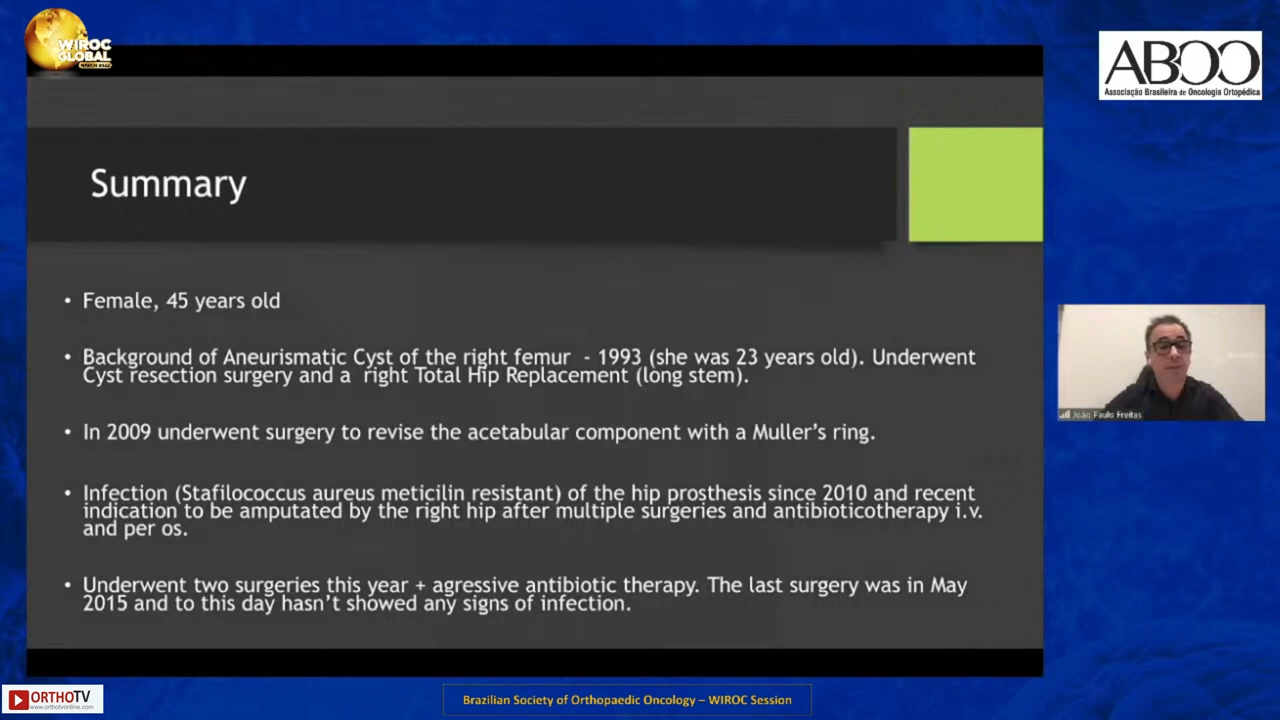 WIROC
GLOBAL
MARCH 2022
ABOO
Associação Brasileira de Oncologia Ortopédica
Summary
• Female, 45 years old
• Background of Aneurismatic Cyst of the right femur - 1993 (she was 23 years old). Underwent
Cyst resection surgery and a right Total Hip Replacement (long stem).
• In 2009 underwent surgery to revise the acetabular component with a Muller's ring.
• Infection (Stafilococcus aureus meticilin resistant) of the hip prosthesis since 2010 and recent
indication to be amputated by the right hip after multiple surgeries and antibioticotherapy i.v.
and per os.
• Underwent two surgeries this year + agressive antibiotic therapy. The last surgery was in May
2015 and to this day hasn't showed any signs of infection.
João Paulo Freitas
ORTHOTV
www.orthotvonline.com
Brazilian Society of Orthopaedic Oncology – WIROC Session